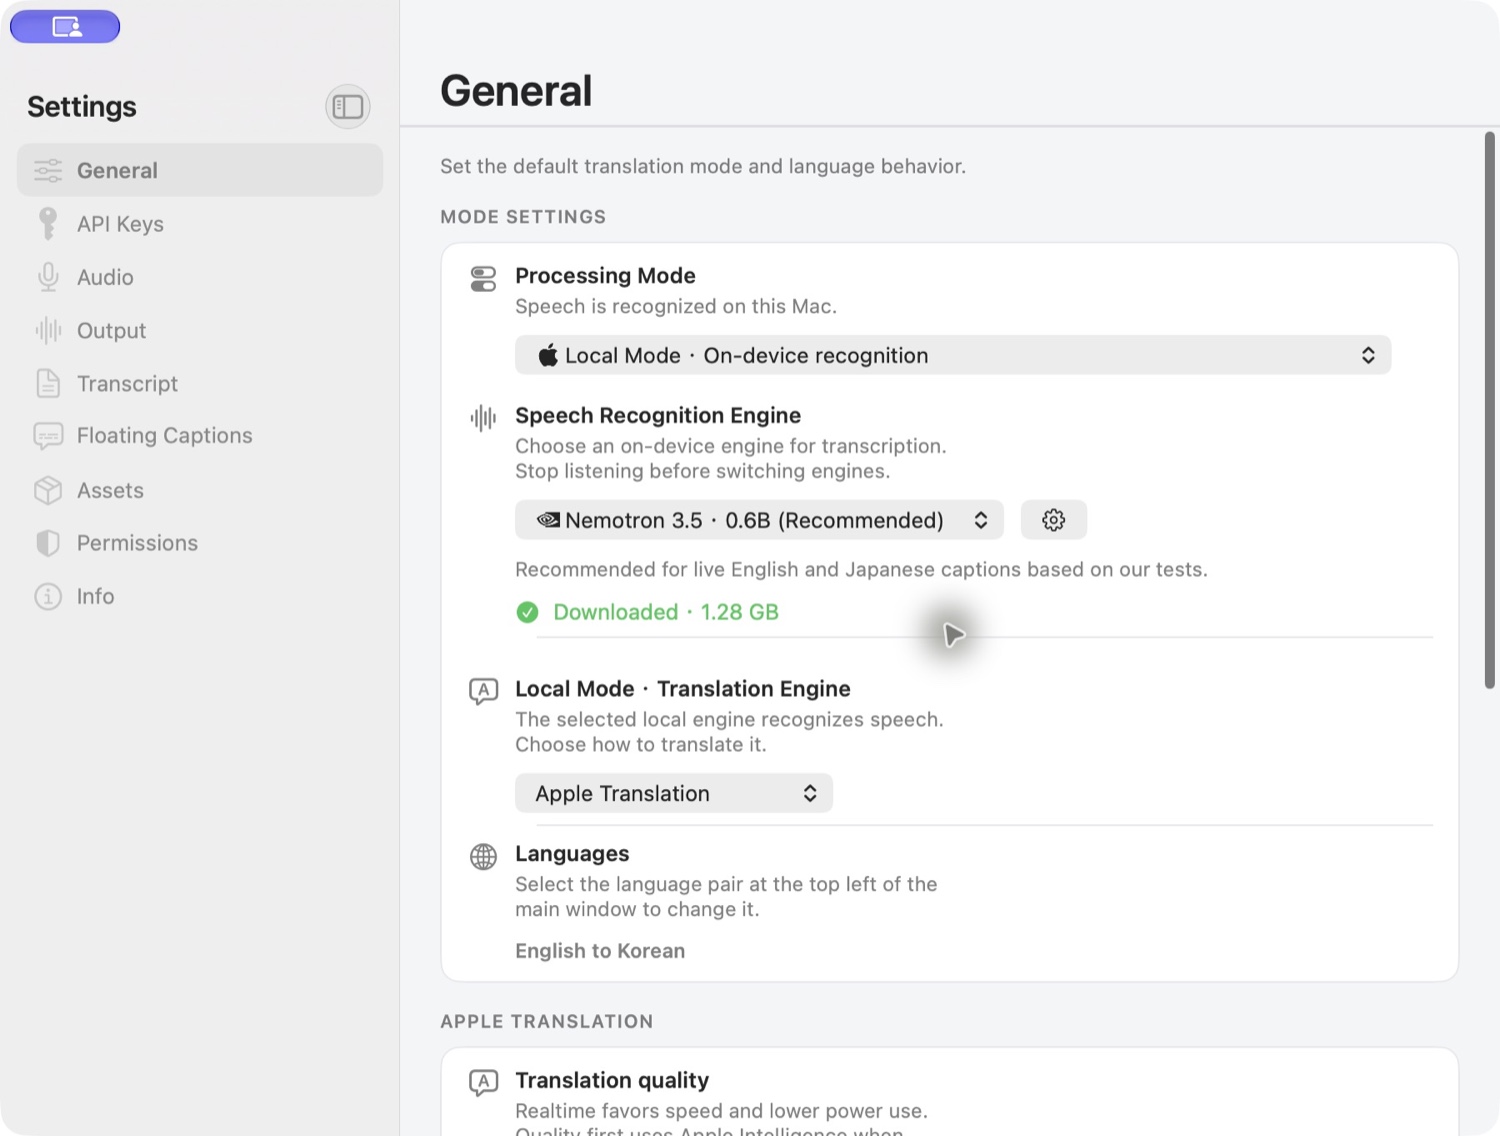 Settings
General
API Keys
Audio
Output
Transcript
Floating Captions
Assets
Permissions
Info
General
Set the default translation mode and language behavior.
MODE SETTINGS
Processing Mode
Speech is recognized on this Mac.
Local Mode · On-device recognition
Speech Recognition Engine
Choose an on-device engine for transcription.
Stop listening before switching engines.
Nemotron 3.5 · 0.6B (Recommended)
Recommended for live English and Japanese captions based on our tests.
Downloaded · 1.28 GB
Local Mode · Translation Engine
The selected local engine recognizes speech.
Choose how to translate it.
Apple Translation
Languages
Select the language pair at the top left of the
main window to change it.
English to Korean
APPLE TRANSLATION
Translation quality
Realtime favors speed and lower power use.
Quality first uses Apple Intelligence when